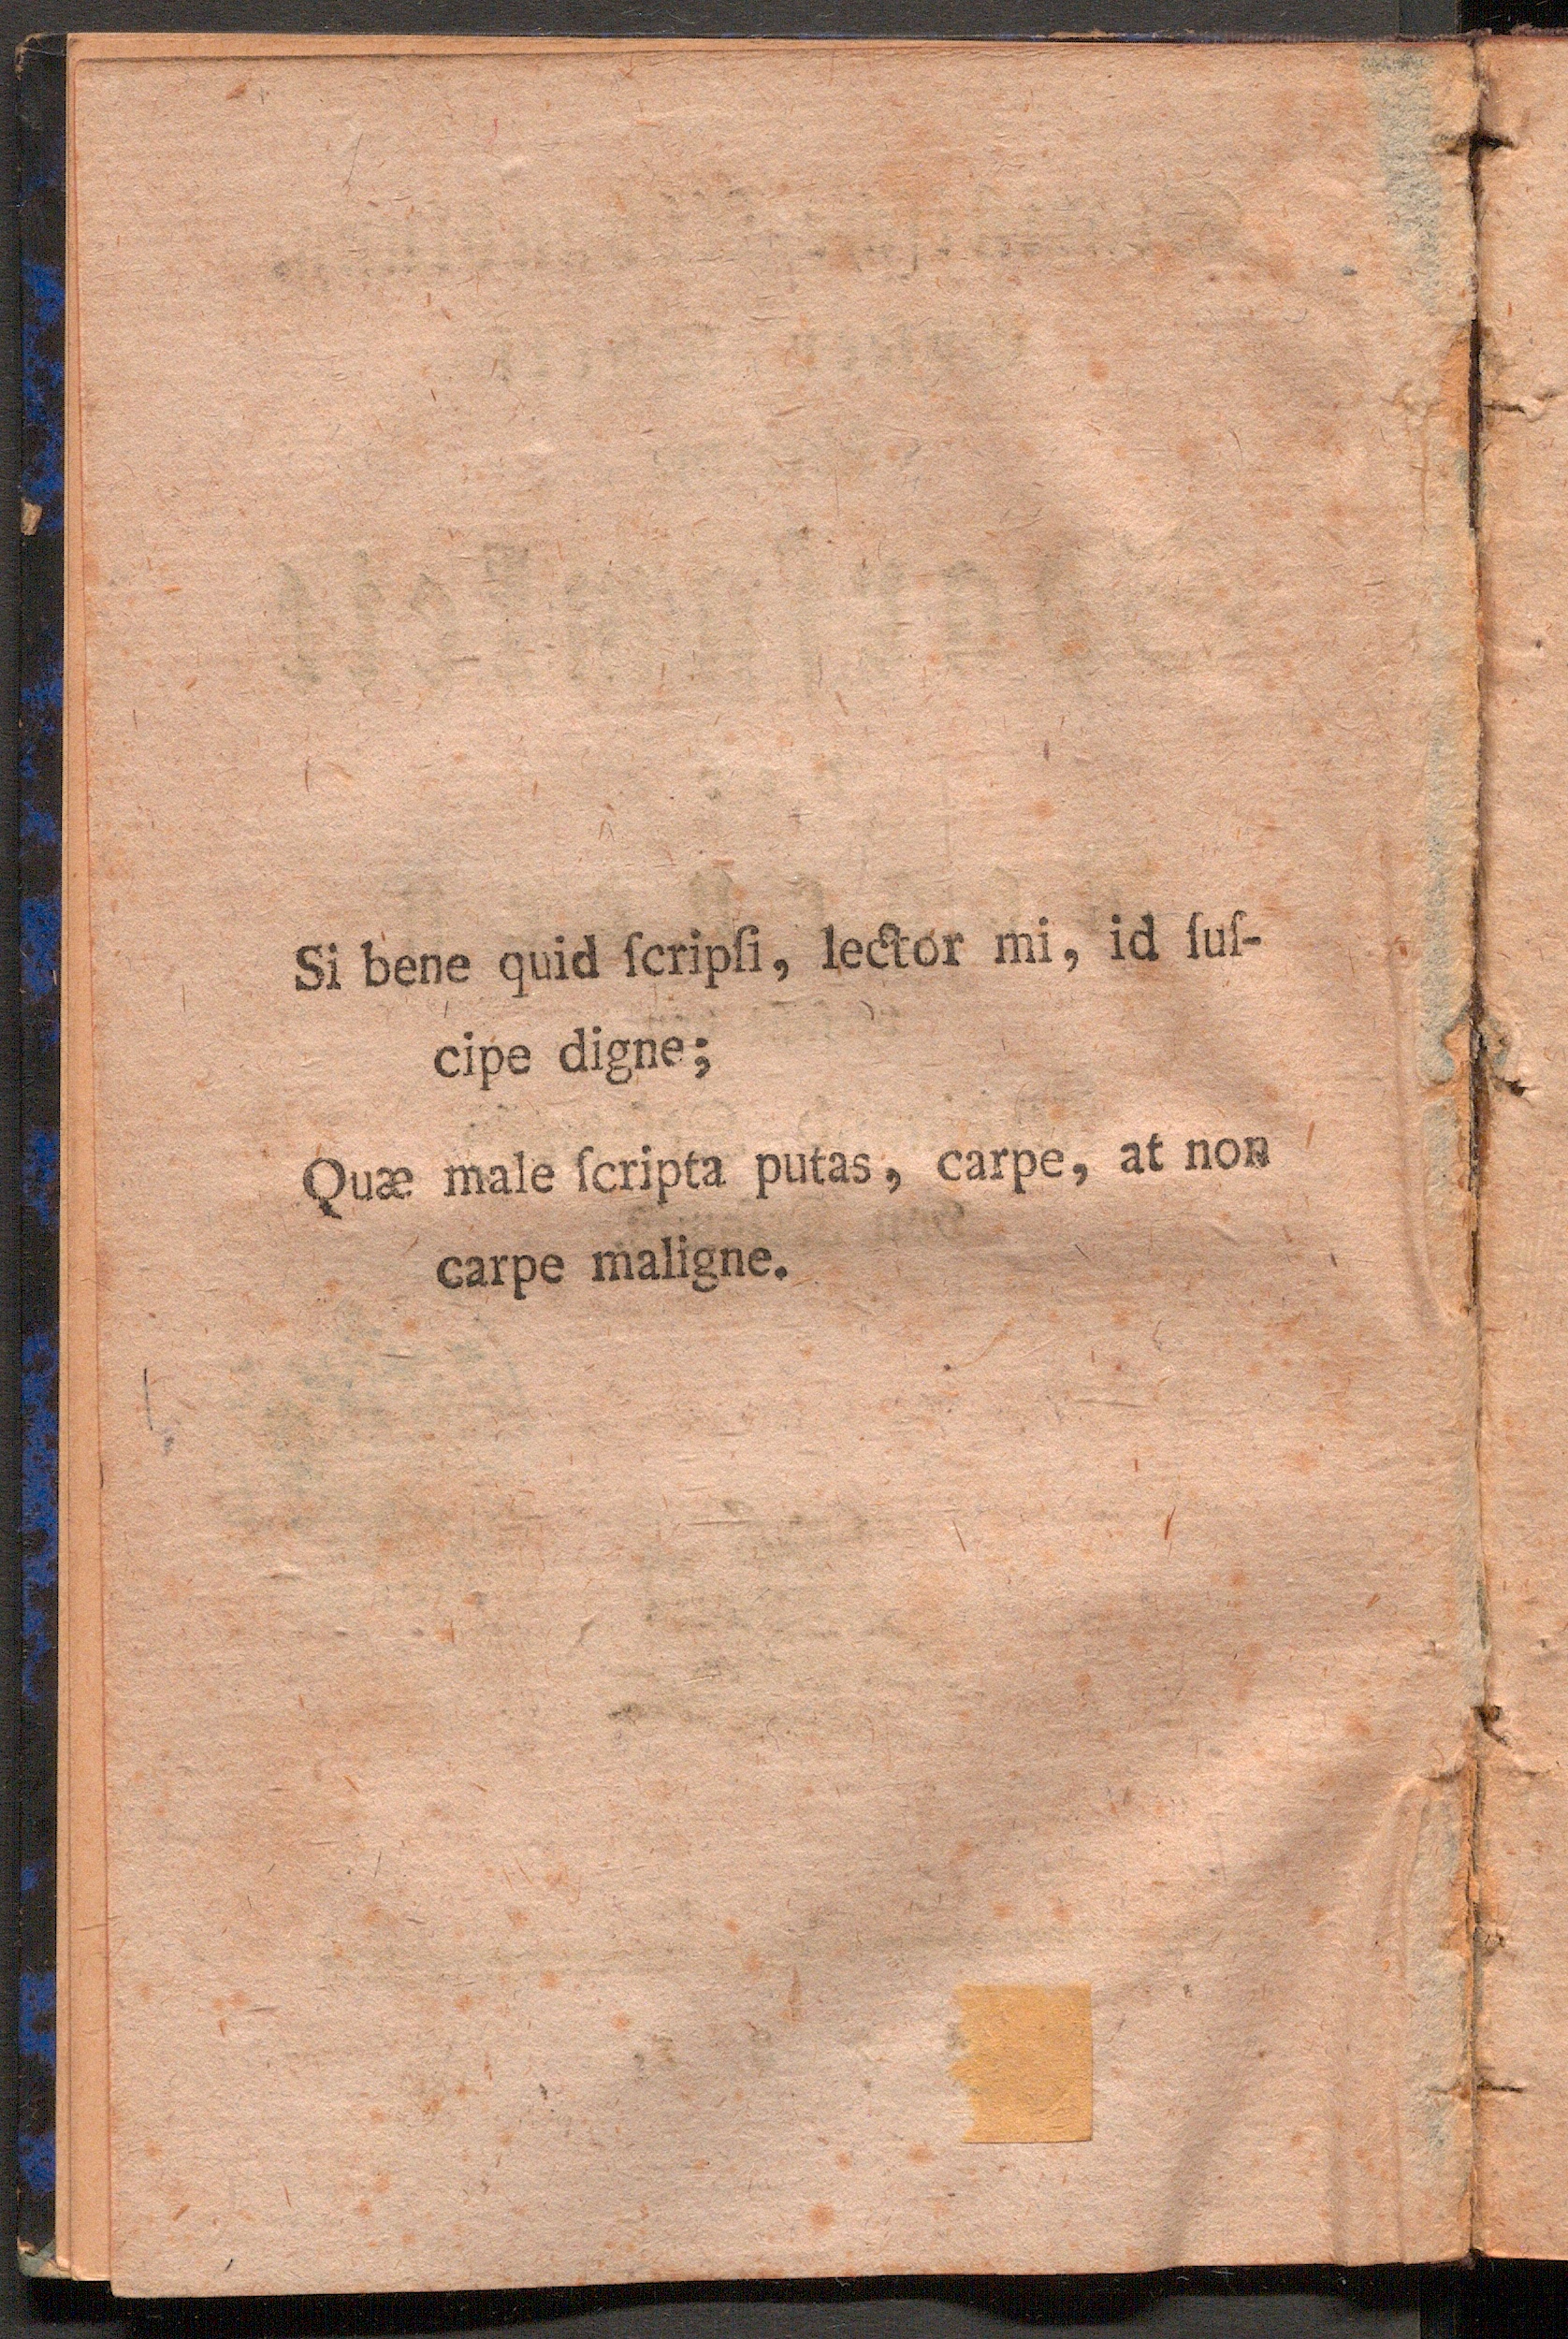 Si bene quid ſcripſi, lector mi, id ſuſ-
cipe digne;
Quæ male ſcripta putas, carpe, at non
carpe maligne.